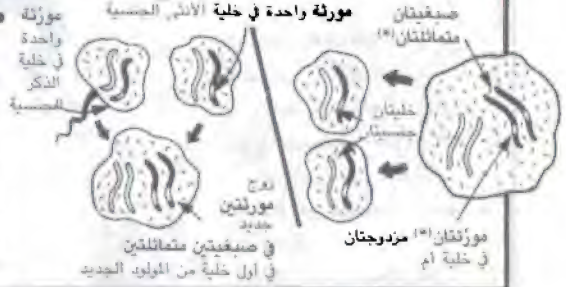 صبغيتان
متماثلتان(*)
خليتان
جنسيتان
مورثتان(*) مزدوجتان
في خلية أم
مورثة واحدة في خلية الأنثى الجنسية
مورثة
واحدة
في خلية
الذكر
الجنسية
زوج
مورثتين
جديد
في صبغيتين متماثلتين
في أول خلية من المولود الجديد